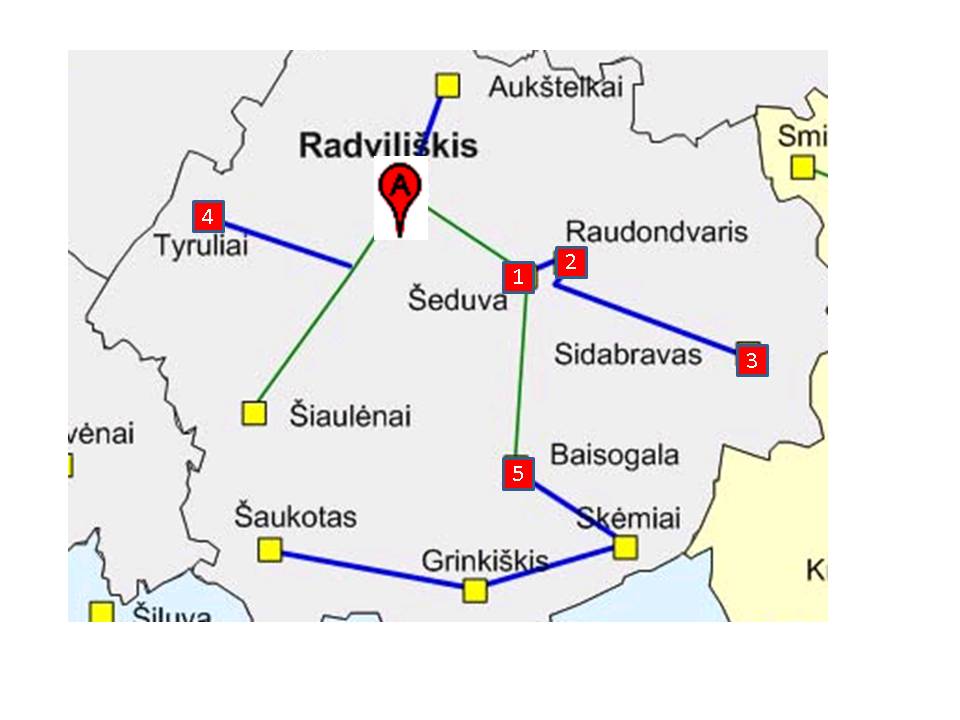 Aukštelkai
Radviliškis
Smi
A
4
Tyruliai
Raudondvaris
2
1
Šeduva
Sidabravas
3
Šiaulėnai
vėnai
Baisogala
5
Šaukotas
Skėmiai
Grinkiškis
K
Šiluva